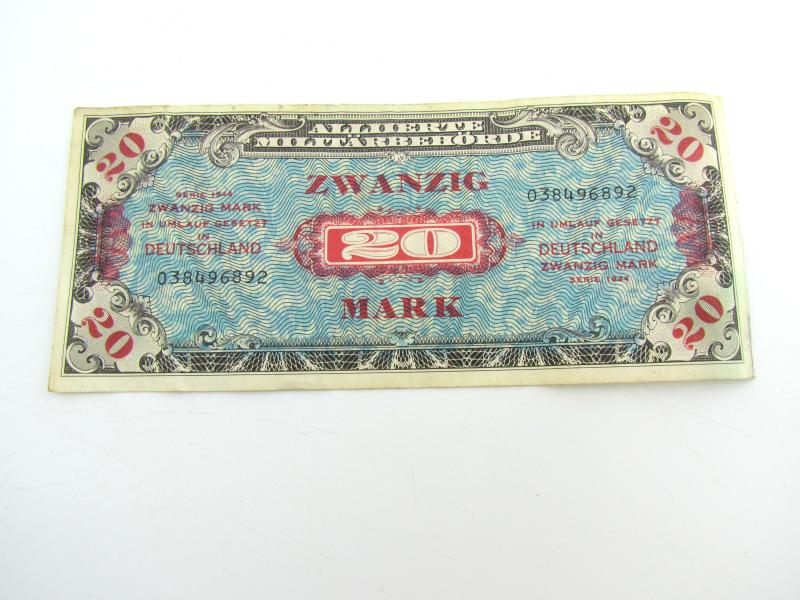 ALLIIERTE
MILITÄRBEHÖRDE
20
20
ZWANZIG
038496892
SERIE 1944
ZWANZIG MARK
IN UMLAUF GESETZT
IN
DEUTSCHLAND
038496892
20
IN UMLAUF GESETZT
IN
DEUTSCHLAND
ZWANZIG MARK
SERIE 1944
MARK
20
20